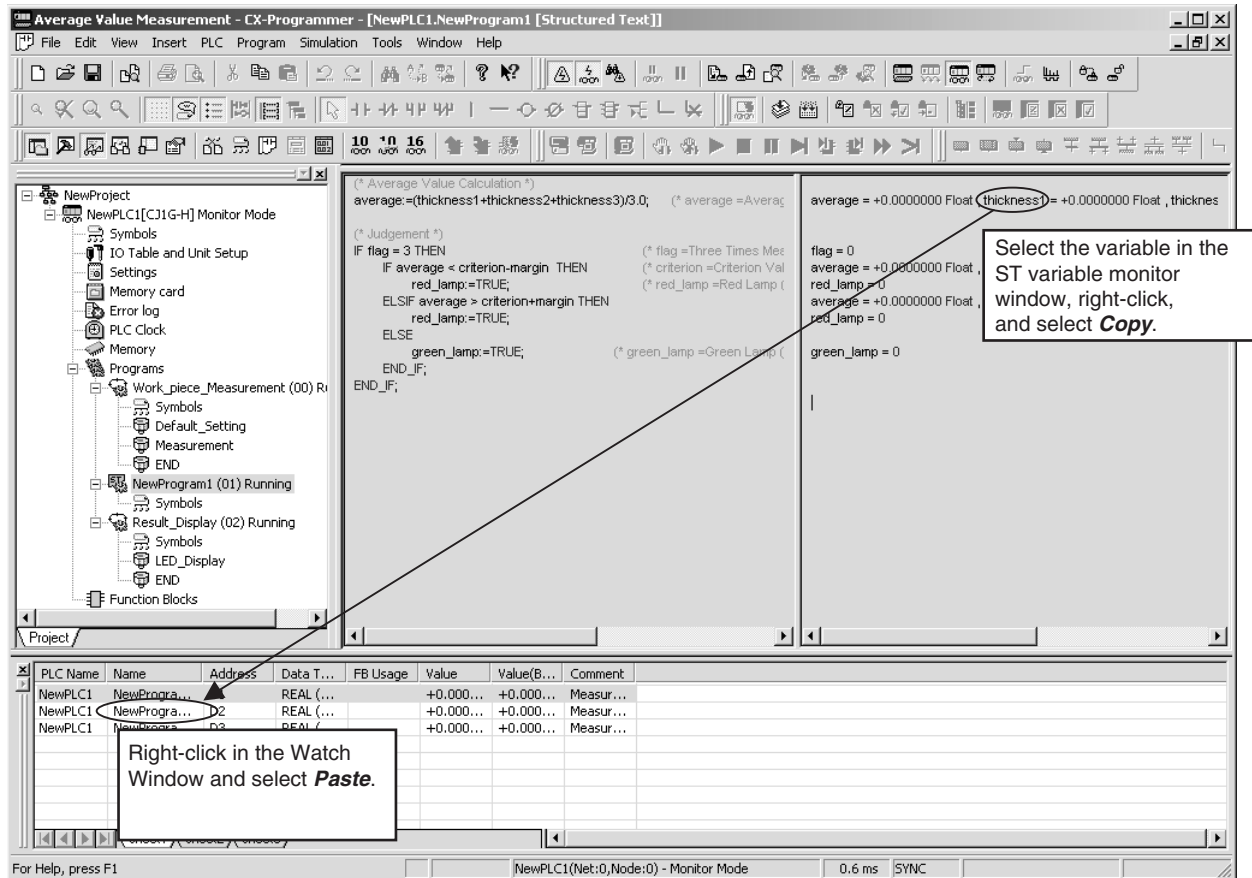 Average Value Measurement - CX-Programmer - [NewPLC1.NewProgram1 [Structured Text]]
File Edit View Insert PLC Program Simulation Tools Window Help
10 10 16
NewProject
NewPLC1[CJ1G-H] Monitor Mode
Symbols
IO Table and Unit Setup
Settings
Memory card
Error log
PLC Clock
Memory
Programs
Work_piece_Measurement (00) R
Symbols
Default_Setting
Measurement
END
NewProgram1 (01) Running
Symbols
Result_Display (02) Running
Symbols
LED_Display
END
Function Blocks
Project
(* Average Value Calculation *)
average:=(thickness1+thickness2+thickness3)/3.0; (* average =Averag
(* Judgement *)
IF flag = 3 THEN (* flag =Three Times Mea
IF average < criterion-margin THEN (* criterion =Criterion Val
red_lamp:=TRUE; (* red_lamp =Red Lamp (
ELSIF average > criterion+margin THEN
red_lamp:=TRUE;
ELSE
green_lamp:=TRUE; (* green_lamp =Green Lamp (
END_IF;
END_IF;
average = +0.0000000 Float , thickness1 = +0.0000000 Float , thicknes
flag = 0
average = +0.0000000 Float ,
red_lamp = 0
average = +0.0000000 Float ,
red_lamp = 0
green_lamp = 0
Select the variable in the
ST variable monitor
window, right-click,
and select Copy.
PLC Name Name Address Data T... FB Usage Value Value(B... Comment
NewPLC1 NewProgra... REAL (... +0.000... +0.000... Measur...
NewPLC1 NewProgra... D2 REAL (... +0.000... +0.000... Measur...
NewPLC1 NewProgra... D3 REAL (... +0.000... +0.000... Measur...
Right-click in the Watch
Window and select Paste.
For Help, press F1 NewPLC1(Net:0,Node:0) - Monitor Mode 0.6 ms SYNC